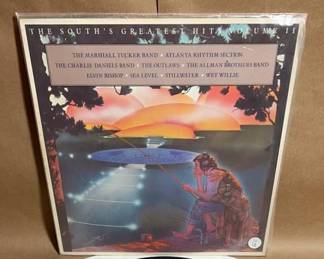 THE SOUTH'S GREATEST HITS VOLUME II
THE MARSHALL TUCKER BAND • ATLANTA RHYTHM SECTION
THE CHARLIE DANIELS BAND • THE OUTLAWS • THE ALLMAN BROTHERS BAND
ELVIN BISHOP • SEA LEVEL • STILLWATER • WET WILLIE